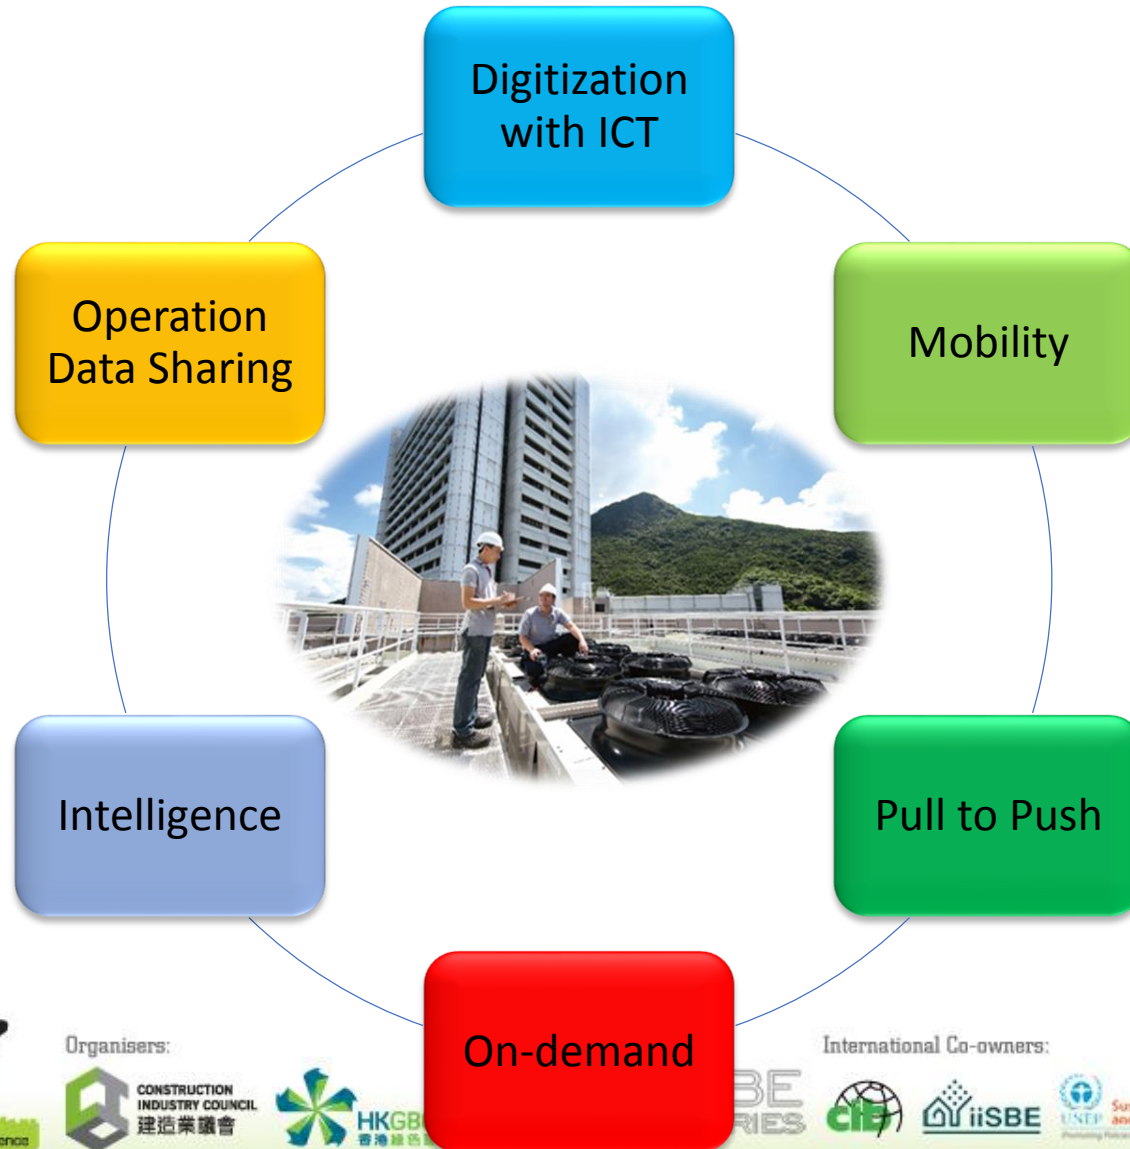 Digitization
with ICT
Operation
Data Sharing
Mobility
Intelligence
Pull to Push
On-demand
Organisers:
CONSTRUCTION
INDUSTRY COUNCIL
建造業議會
International Co-owners:
iiSBE
UNEP